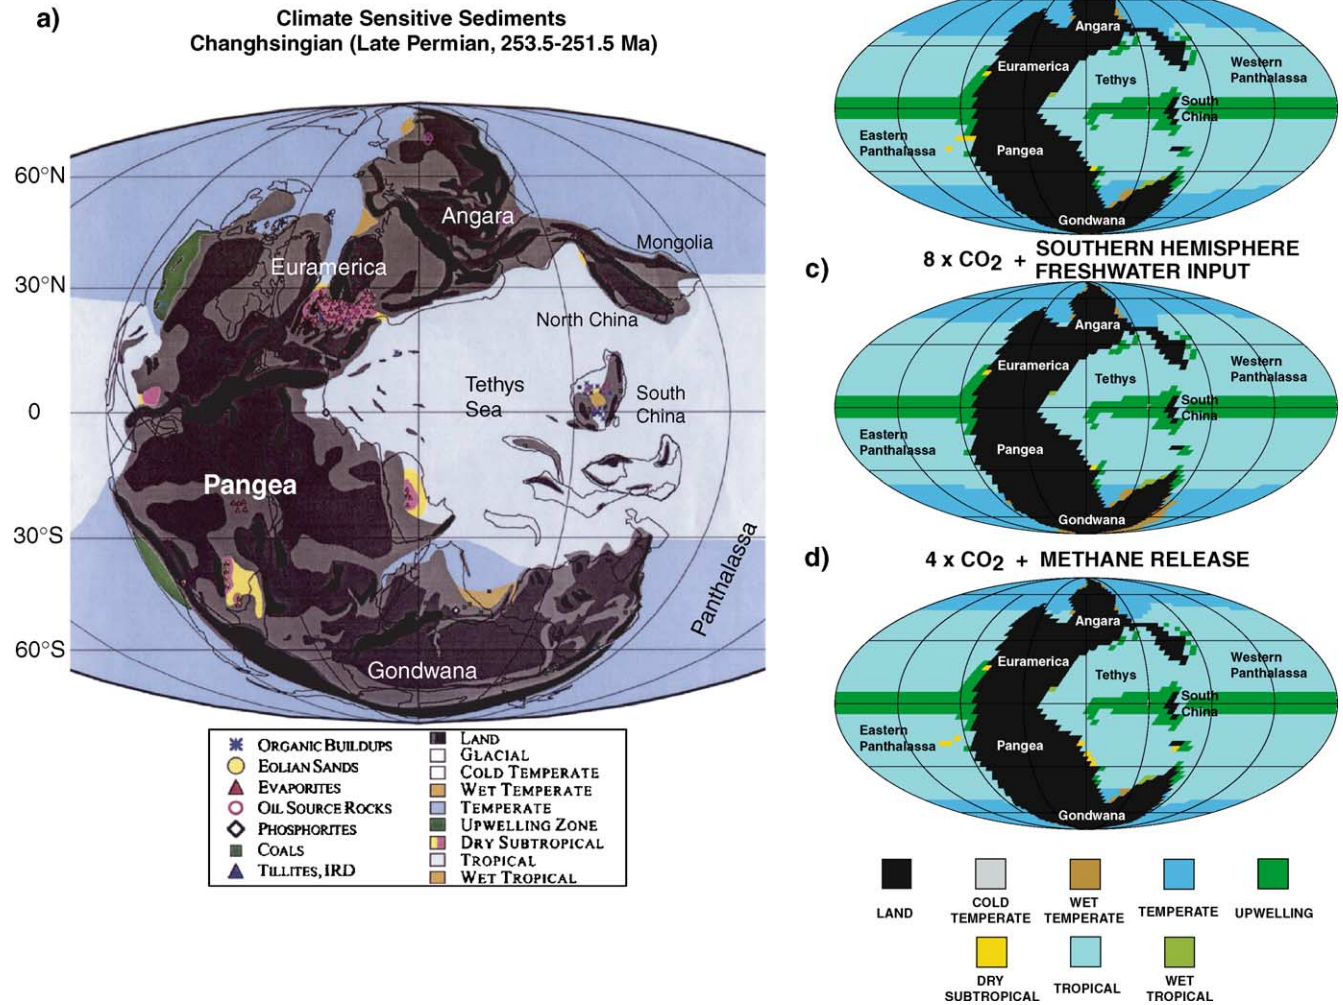 a)
Climate Sensitive Sediments
Changhsingian (Late Permian, 253.5-251.5 Ma)
60°N
30°N
0
30°S
60°S
Angara
Mongolia
Euramerica
North China
Tethys
Sea
South
China
Pangea
Panthalassa
Gondwana
ORGANIC BUILDUPS
EOLIAN SANDS
EVAPORITES
OIL SOURCE ROCKS
PHOSPHORITES
COALS
TILLITES, IRD
LAND
GLACIAL
COLD TEMPERATE
WET TEMPERATE
TEMPERATE
UPWELLING ZONE
DRY SUBTROPICAL
TROPICAL
WET TROPICAL
Angara
Euramerica
Tethys
Western
Panthalassa
South
China
Eastern
Panthalassa
Pangea
Gondwana
c)
8 x CO2 + SOUTHERN HEMISPHERE
FRESHWATER INPUT
Angara
Euramerica
Tethys
Western
Panthalassa
South
China
Eastern
Panthalassa
Pangea
Gondwana
d)
4 x CO2 + METHANE RELEASE
Angara
Euramerica
Tethys
Western
Panthalassa
South
China
Eastern
Panthalassa
Pangea
Gondwana
LAND
COLD
TEMPERATE
WET
TEMPERATE
TEMPERATE
UPWELLING
DRY
SUBTROPICAL
TROPICAL
WET
TROPICAL